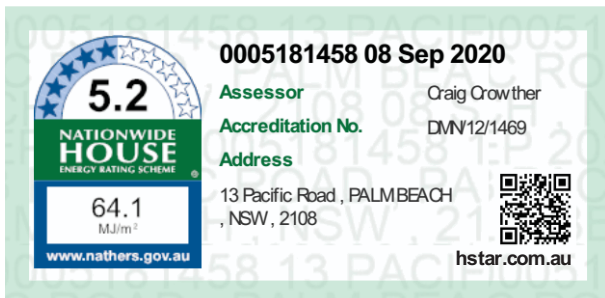 5.2
NATIONWIDE
HOUSE
ENERGY RATING SCHEME ®
64.1
MJ/m²
www.nathers.gov.au
0005181458 08 Sep 2020
Assessor Craig Crowther
Accreditation No. DMN/12/1469
Address
13 Pacific Road , PALM BEACH
, NSW , 2108
hstar.com.au